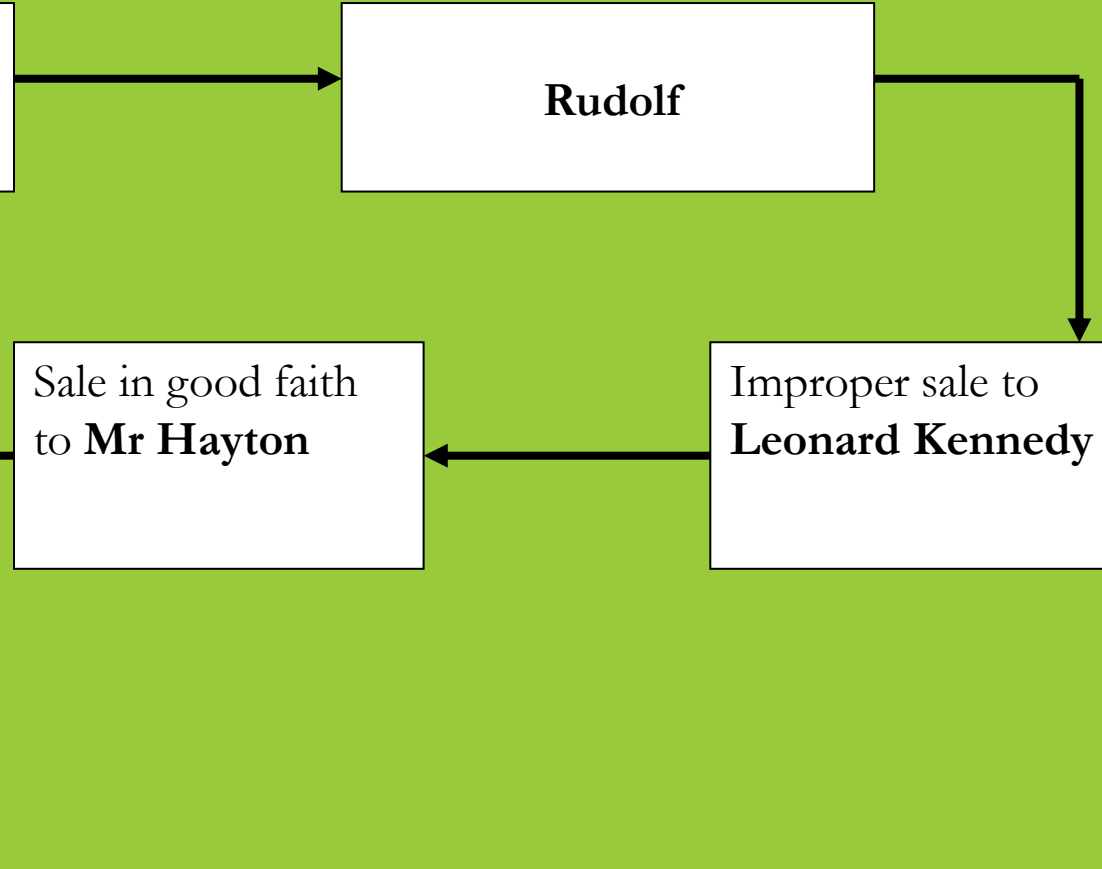 Rudolf
Sale in good faith
to Mr Hayton
Improper sale to
Leonard Kennedy